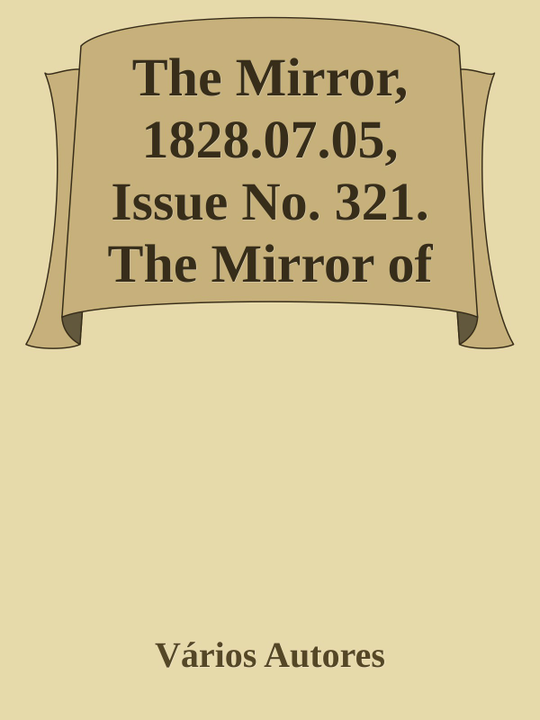 The Mirror,
1828.07.05,
Issue No. 321.
The Mirror of
Vários Autores